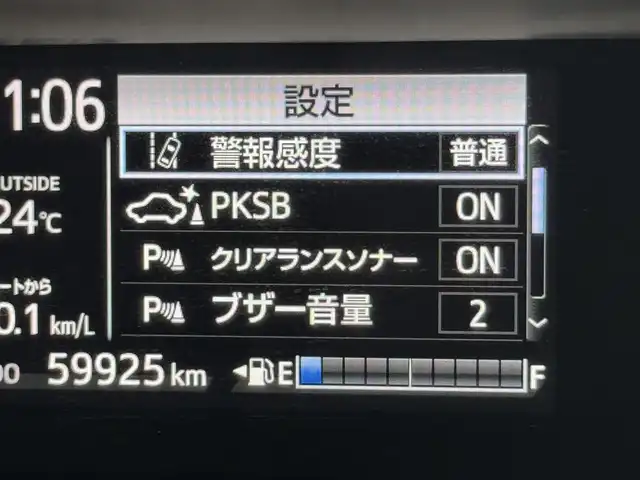 設定
1:06
警報感度 普通
OUTSIDE
PKSB ON
24℃
P クリアランスソナー ON
ートから
P ブザー音量 2
0.1 km/L
59925 km E F